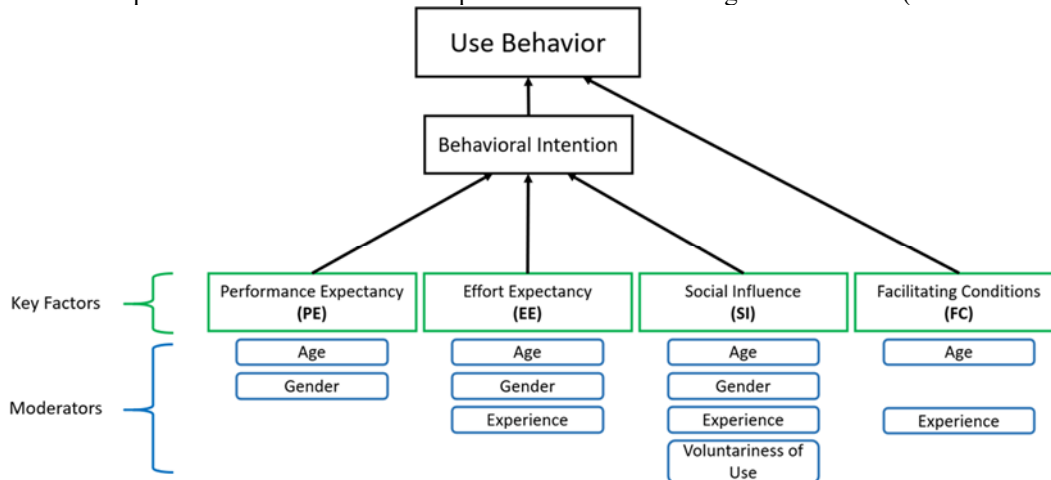 Use Behavior
Behavioral Intention
Key Factors
Performance Expectancy
(PE)
Effort Expectancy
(EE)
Social Influence
(SI)
Facilitating Conditions
(FC)
Moderators
Age
Age
Age
Age
Gender
Gender
Gender
Experience
Experience
Experience
Voluntariness of
Use